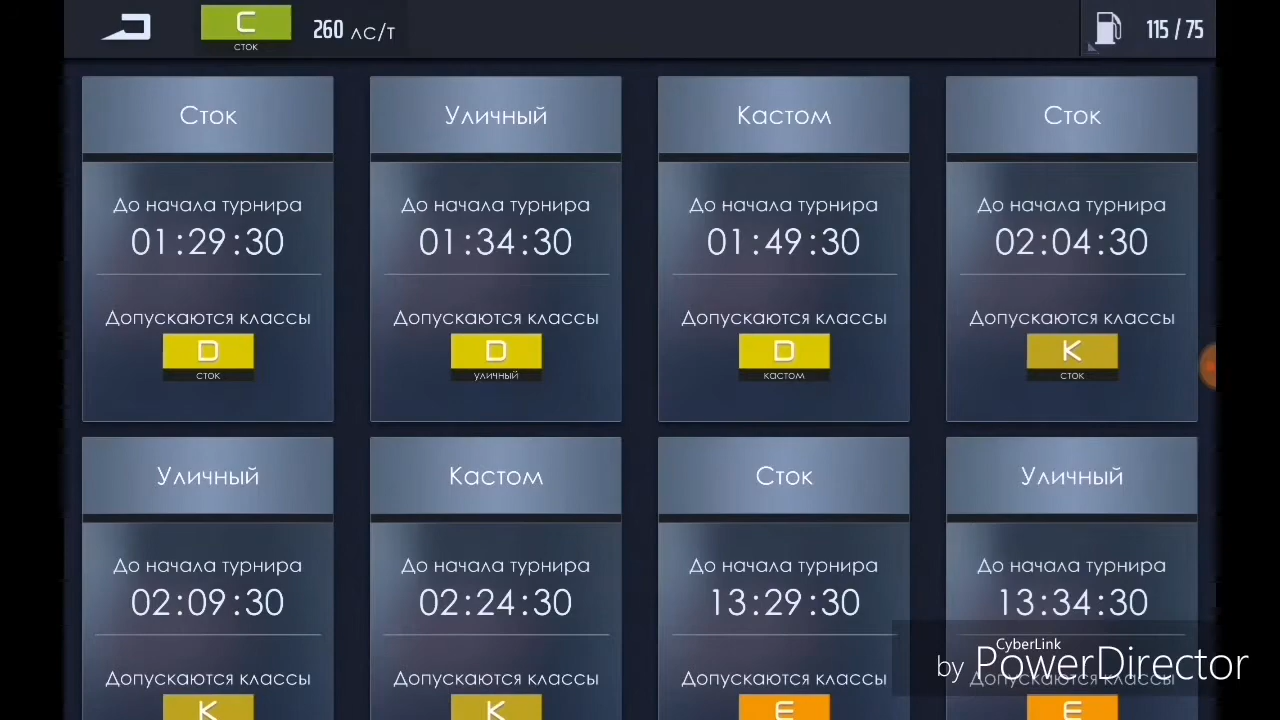 C
сток
260 лс/т
115 / 75
Сток
До начала турнира
01:29:30
Допускаются классы
D
сток
Уличный
До начала турнира
01:34:30
Допускаются классы
D
уличный
Кастом
До начала турнира
01:49:30
Допускаются классы
D
кастом
Сток
До начала турнира
02:04:30
Допускаются классы
K
сток
Уличный
До начала турнира
02:09:30
Допускаются классы
K
Кастом
До начала турнира
02:24:30
Допускаются классы
K
Сток
До начала турнира
13:29:30
Допускаются классы
E
Уличный
До начала турнира
13:34:30
Допускаются классы
E
CyberLink
by PowerDirector